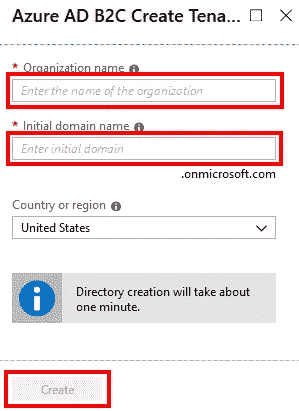 Azure AD B2C Create Tena...
* Organization name
Enter the name of the organization
* Initial domain name
Enter initial domain
.onmicrosoft.com
Country or region
United States
Directory creation will take about
one minute.
Create